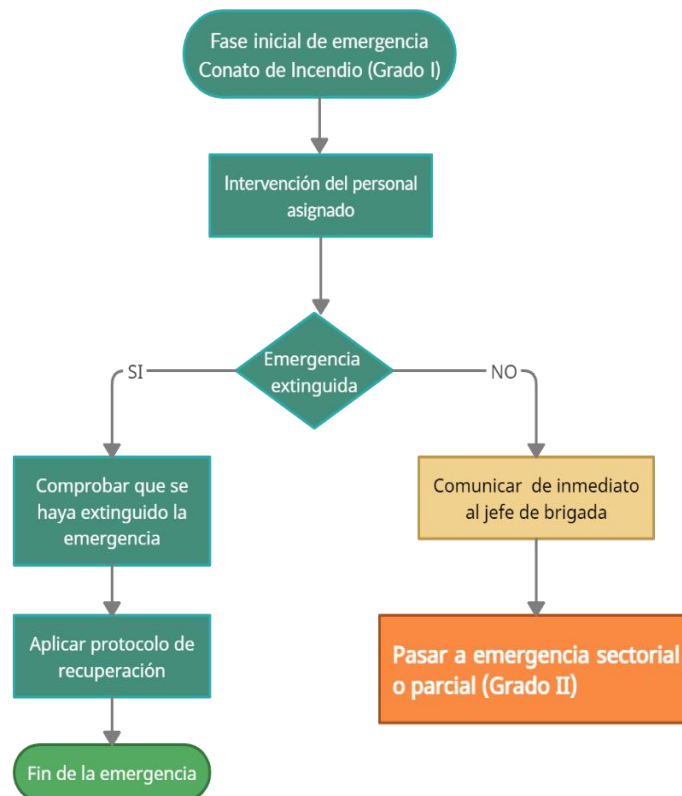 Fase inicial de emergencia
Conato de Incendio (Grado I)
Intervención del personal
asignado
Emergencia
extinguida
SI
NO
Comprobar que se
haya extinguido la
emergencia
Comunicar de inmediato
al jefe de brigada
Aplicar protocolo de
recuperación
Pasar a emergencia sectorial
o parcial (Grado II)
Fin de la emergencia